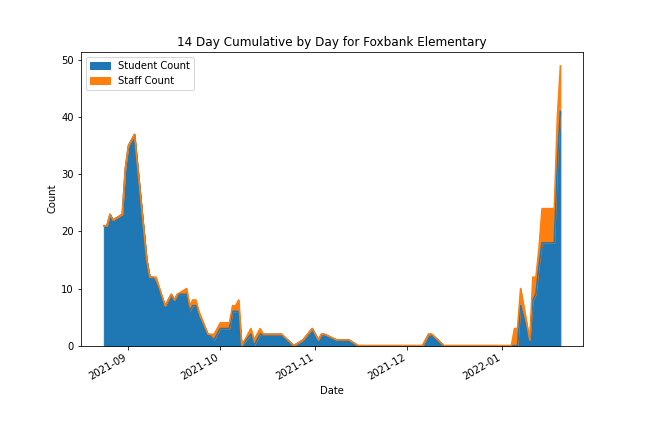 14 Day Cumulative by Day for Foxbank Elementary
Student Count
Staff Count
50
40
30
20
10
0
Count
2021-09
2021-10
2021-11
2021-12
2022-01
Date